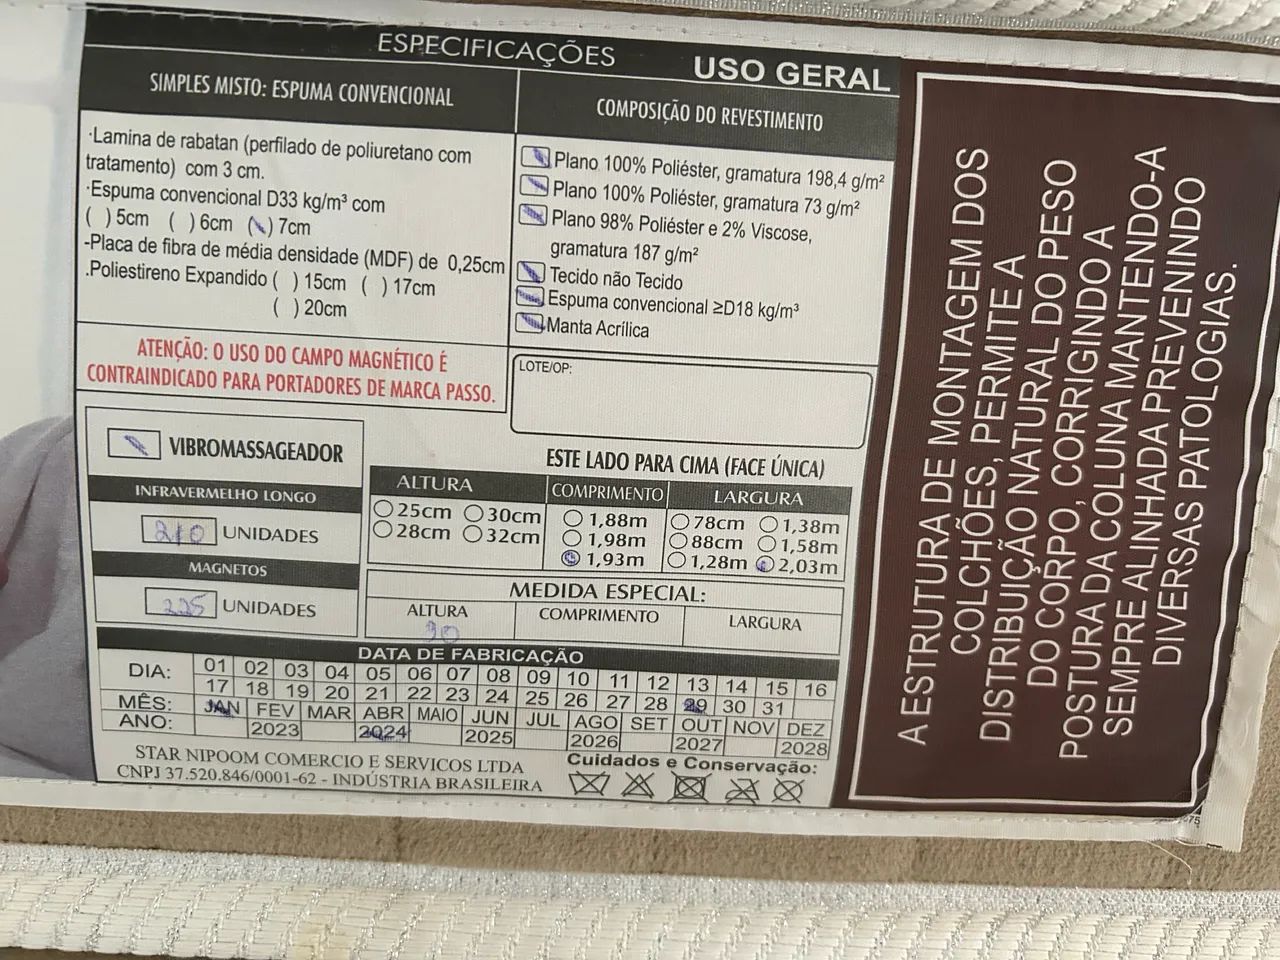 ESPECIFICAÇÕES
USO GERAL
SIMPLES MISTO: ESPUMA CONVENCIONAL
·Lamina de rabatan (perfilado de poliuretano com
tratamento) com 3 cm.
·Espuma convencional D33 kg/m³ com
( ) 5cm ( ) 6cm ( ) 7cm
-Placa de fibra de média densidade (MDF) de 0,25cm
.Poliestireno Expandido ( ) 15cm ( ) 17cm
( ) 20cm
ATENÇÃO: O USO DO CAMPO MAGNÉTICO É
CONTRAINDICADO PARA PORTADORES DE MARCA PASSO.
COMPOSIÇÃO DO REVESTIMENTO
Plano 100% Poliéster, gramatura 198,4 g/m²
Plano 100% Poliéster, gramatura 73 g/m²
Plano 98% Poliéster e 2% Viscose,
gramatura 187 g/m²
Tecido não Tecido
Espuma convencional ≥D18 kg/m³
Manta Acrílica
LOTE/OP:
VIBROMASSAGEADOR
INFRAVERMELHO LONGO
210 UNIDADES
MAGNETOS
225 UNIDADES
ESTE LADO PARA CIMA (FACE ÚNICA)
ALTURA COMPRIMENTO LARGURA
25cm 30cm 1,88m 78cm 1,38m
28cm 32cm 1,98m 88cm 1,58m
1,93m 1,28m 2,03m
MEDIDA ESPECIAL:
ALTURA COMPRIMENTO LARGURA
30
DATA DE FABRICAÇÃO
DIA: 01 02 03 04 05 06 07 08 09 10 11 12 13 14 15 16
17 18 19 20 21 22 23 24 25 26 27 28 29 30 31
MÊS: JAN FEV MAR ABR MAIO JUN JUL AGO SET OUT NOV DEZ
ANO: 2023 2024 2025 2026 2027 2028
STAR NIPOOM COMERCIO E SERVICOS LTDA
CNPJ 37.520.846/0001-62 - INDÚSTRIA BRASILEIRA
Cuidados e Conservação:
A ESTRUTURA DE MONTAGEM DOS
COLCHÕES, PERMITE A
DISTRIBUIÇÃO NATURAL DO PESO
DO CORPO, CORRIGINDO A
POSTURA DA COLUNA MANTENDO-A
SEMPRE ALINHADA PREVENINDO
DIVERSAS PATOLOGIAS.